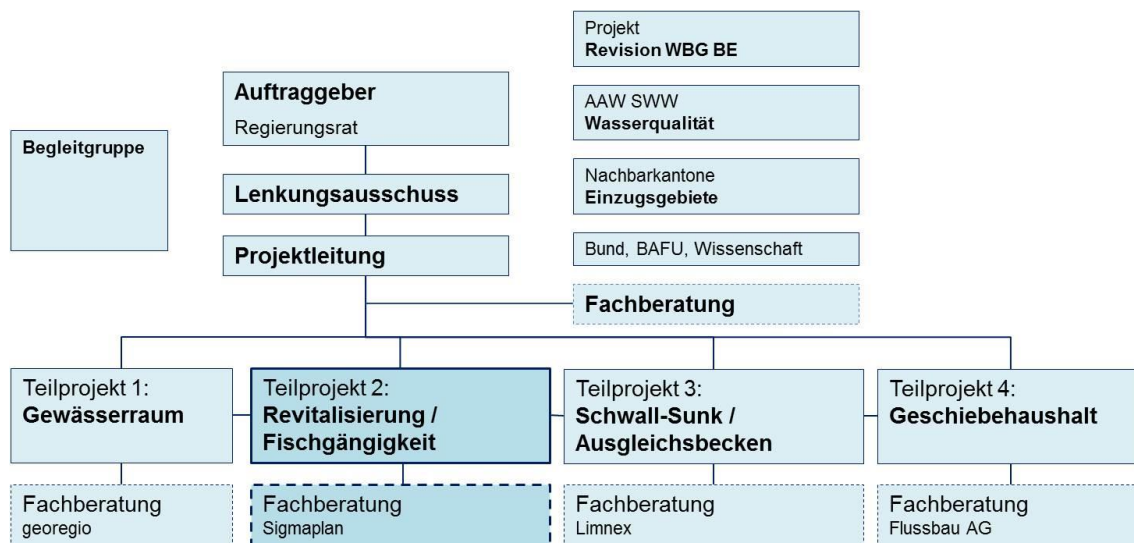 Projekt
Revision WBG BE
Auftraggeber
Regierungsrat
AAW SWW
Wasserqualität
Begleitgruppe
Lenkungsausschuss
Nachbarkantone
Einzugsgebiete
Projektleitung
Bund, BAFU, Wissenschaft
Fachberatung
Teilprojekt 1:
Gewässerraum
Teilprojekt 2:
Revitalisierung /
Fischgängigkeit
Teilprojekt 3:
Schwall-Sunk /
Ausgleichsbecken
Teilprojekt 4:
Geschiebehaushalt
Fachberatung
georegio
Fachberatung
Sigmaplan
Fachberatung
Limnex
Fachberatung
Flussbau AG